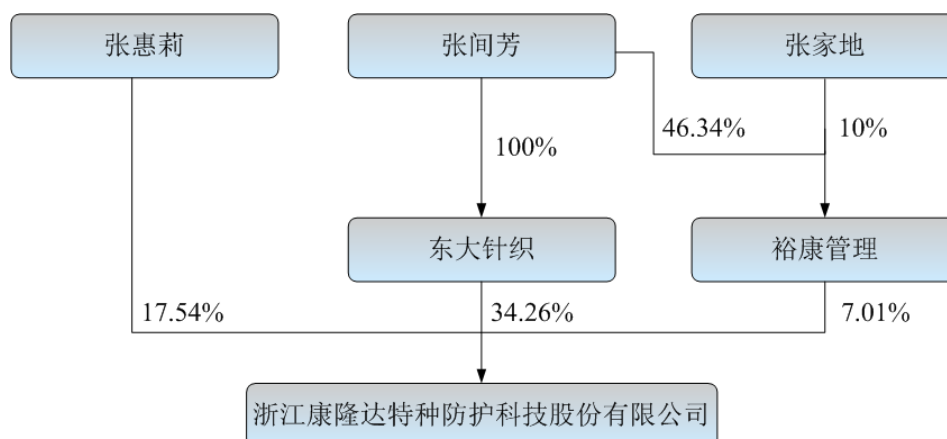 张惠莉
张间芳
张家地
46.34%
10%
100%
东大针织
裕康管理
17.54%
34.26%
7.01%
浙江康隆达特种防护科技股份有限公司